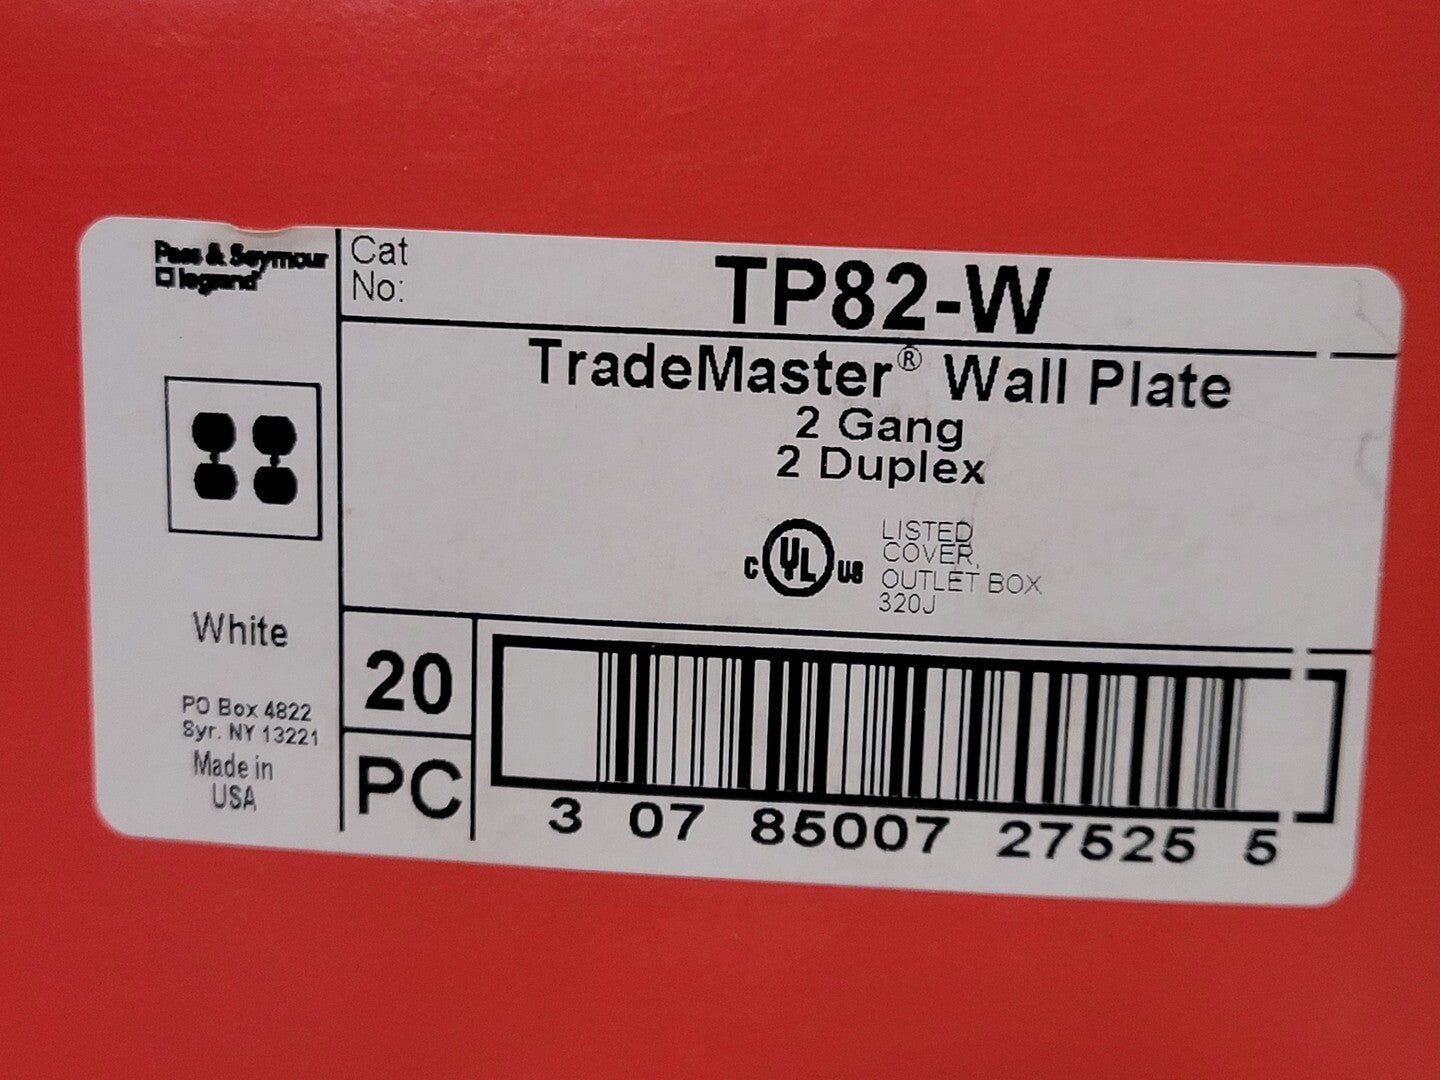 Pass & Seymour
legrand
Cat
No:
TP82-W
TradeMaster® Wall Plate
2 Gang
2 Duplex
C UL US
LISTED
COVER,
OUTLET BOX
320J
White
PO Box 4822
Syr. NY 13221
Made in
USA
20
PC
3 07 85007 27525 5